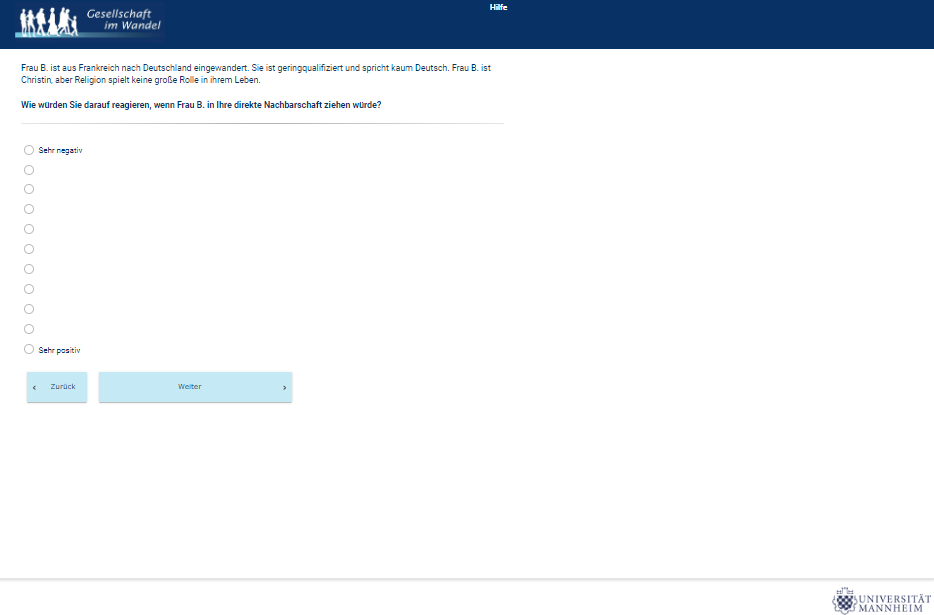 Gesellschaft
im Wandel
Hilfe
Frau B. ist aus Frankreich nach Deutschland eingewandert. Sie ist geringqualifiziert und spricht kaum Deutsch. Frau B. ist
Christin, aber Religion spielt keine große Rolle in ihrem Leben.
Wie würden Sie darauf reagieren, wenn Frau B. in Ihre direkte Nachbarschaft ziehen würde?
Sehr negativ
Sehr positiv
‹ Zurück
Weiter ›
UNIVERSITÄT
MANNHEIM